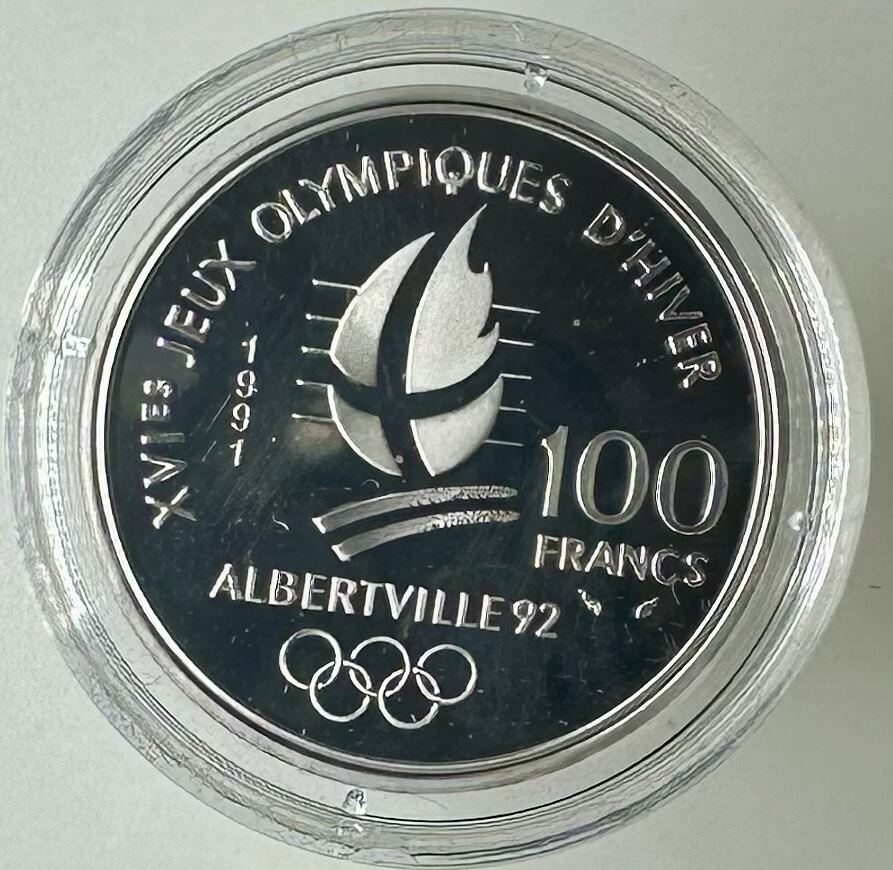 XVIES JEUX OLYMPIQUES D'HIVER
1991
100
FRANCS
ALBERTVILLE 92